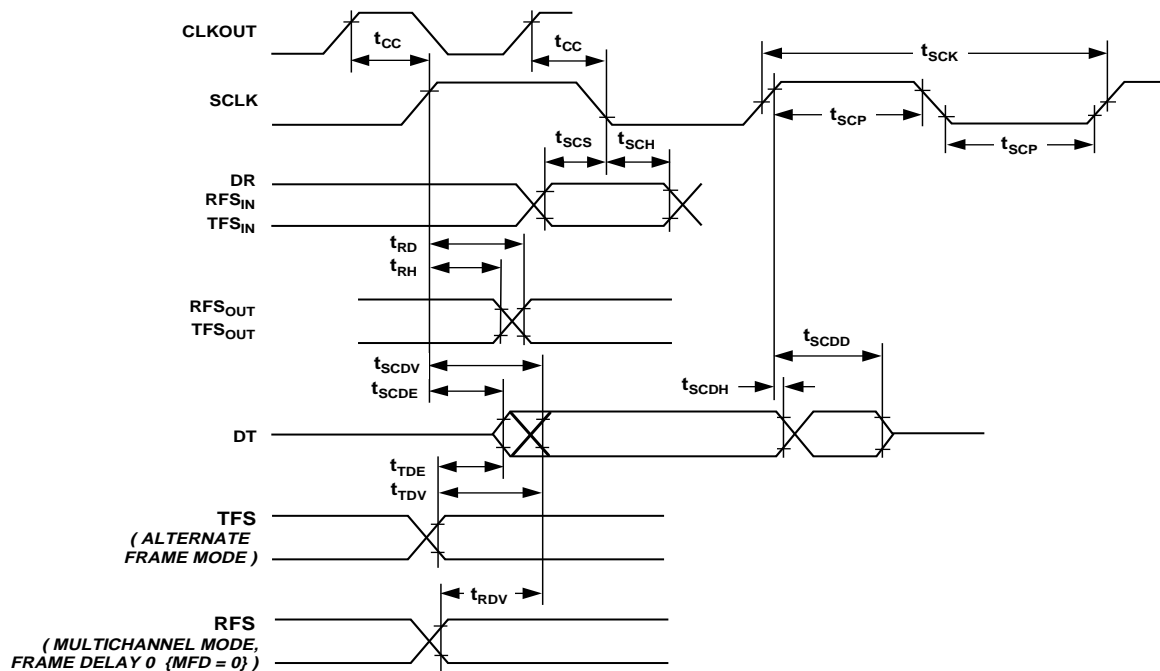 CLKOUT
tCC
tCC
tSCK
SCLK
tSCP
tSCP
tSCS
tSCH
DR
RFSIN
TFSIN
tRD
tRH
RFSOUT
TFSOUT
tSCDD
tSCDV
tSCDE
tSCDH
DT
tTDE
tTDV
TFS
( ALTERNATE
FRAME MODE )
tRDV
RFS
( MULTICHANNEL MODE,
FRAME DELAY 0 {MFD = 0} )